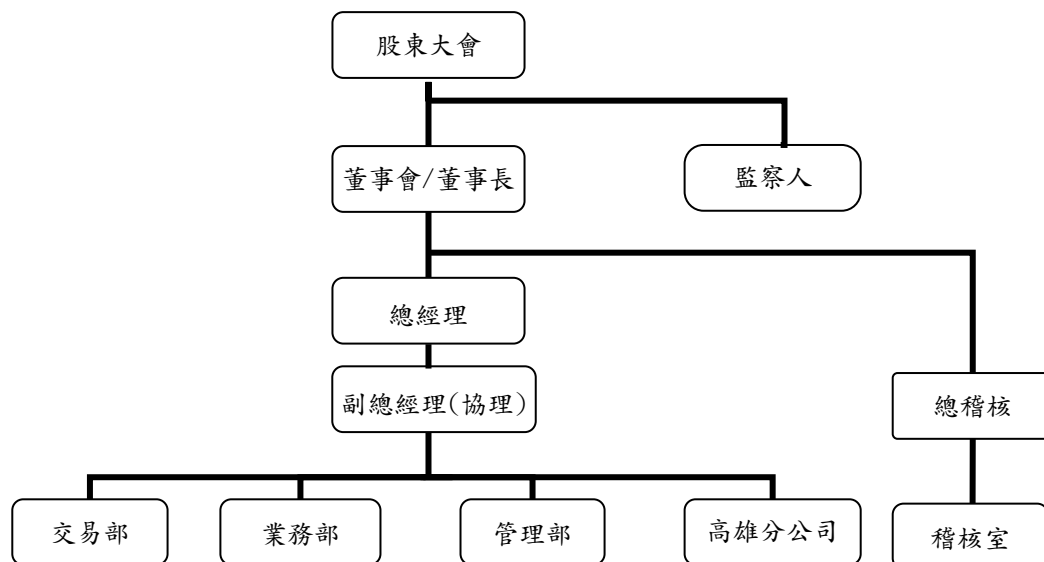 股東大會
董事會/董事長
監察人
總經理
副總經理(協理)
總稽核
交易部
業務部
管理部
高雄分公司
稽核室